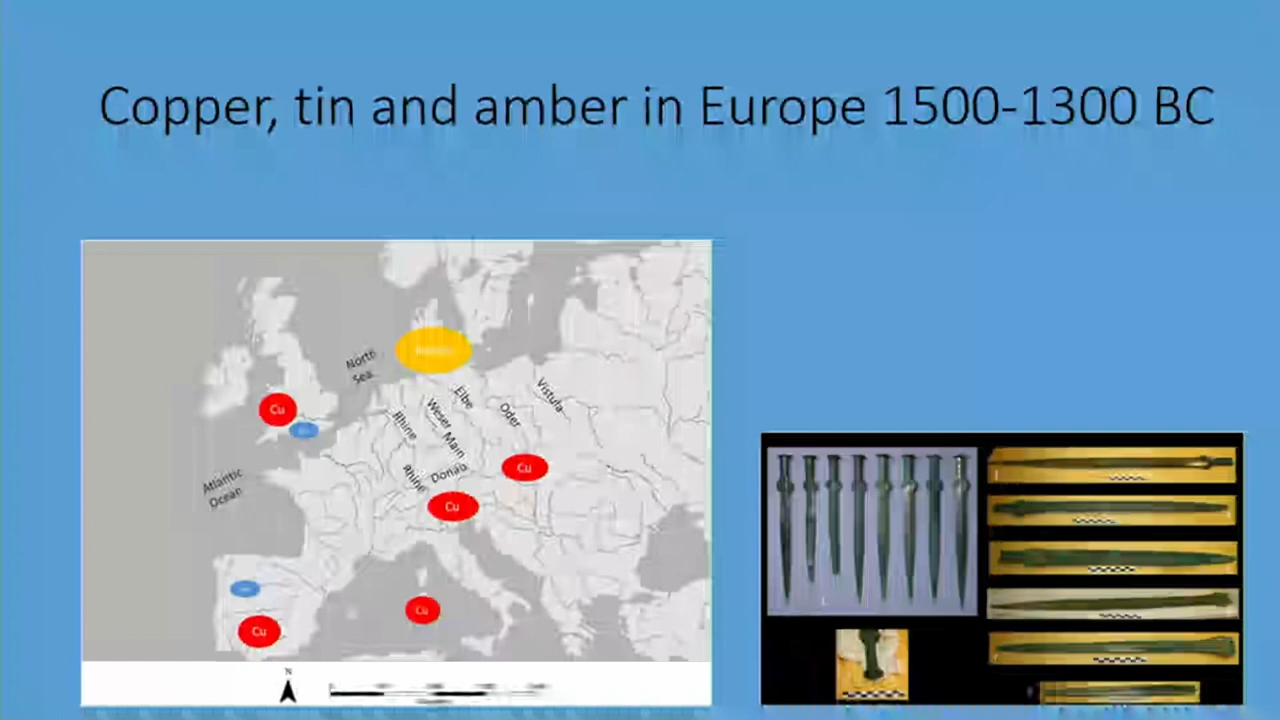 Copper, tin and amber in Europe 1500-1300 BC
North
Sea
Cu
Elbe
Vistula
Weser
Oder
Rhine
Main
Atlantic
Ocean
Rhine
Donau
Cu
Cu
Cu
Cu
N